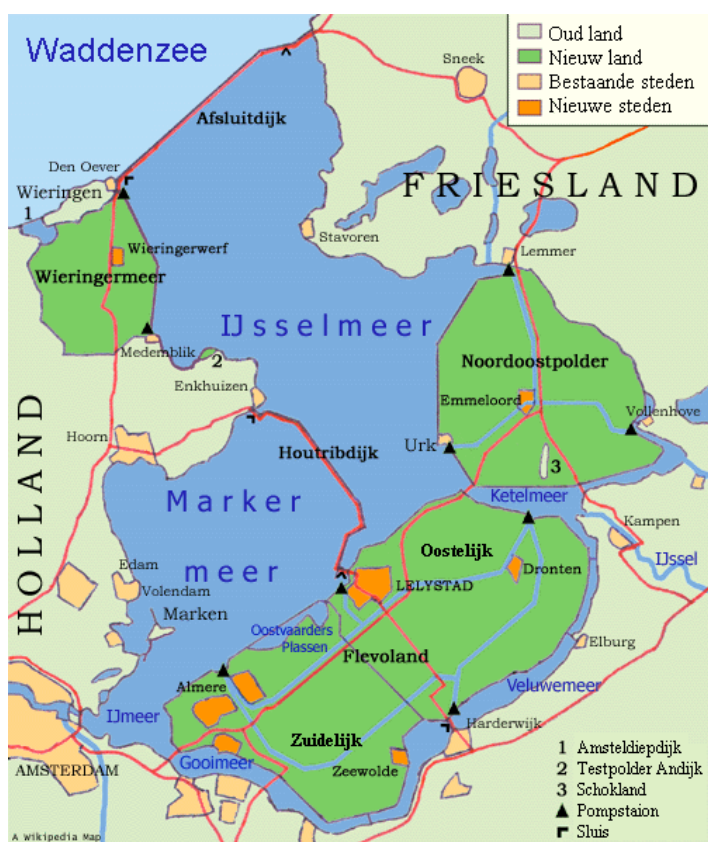 Waddenzee
Oud land
Nieuw land
Bestaande steden
Nieuwe steden
Sneek
Afsluitdijk
Den Oever
Wieringen
1
FRIESLAND
Stavoren
Wieringerwerf
Wieringermeer
Lemmer
IJsselmeer
Medemblik
2
Noordoostpolder
Enkhuizen
Emmeloord
Vollenhove
Hoorn
Houtribdijk
Urk
3
HOLLAND
Marker
meer
Ketelmeer
Kampen
IJssel
Oostelijk
Edam
Volendam
LELYSTAD
Dronten
Marken
Oostvaarders
Plassen
Flevoland
Elburg
Almere
Veluwemeer
IJmeer
Harderwijk
Zuidelijk
Gooimeer
Zeewolde
AMSTERDAM
1 Amsteldiepdijk
2 Testpolder Andijk
3 Schokland
Pompstaion
Sluis
A Wikipedia Map